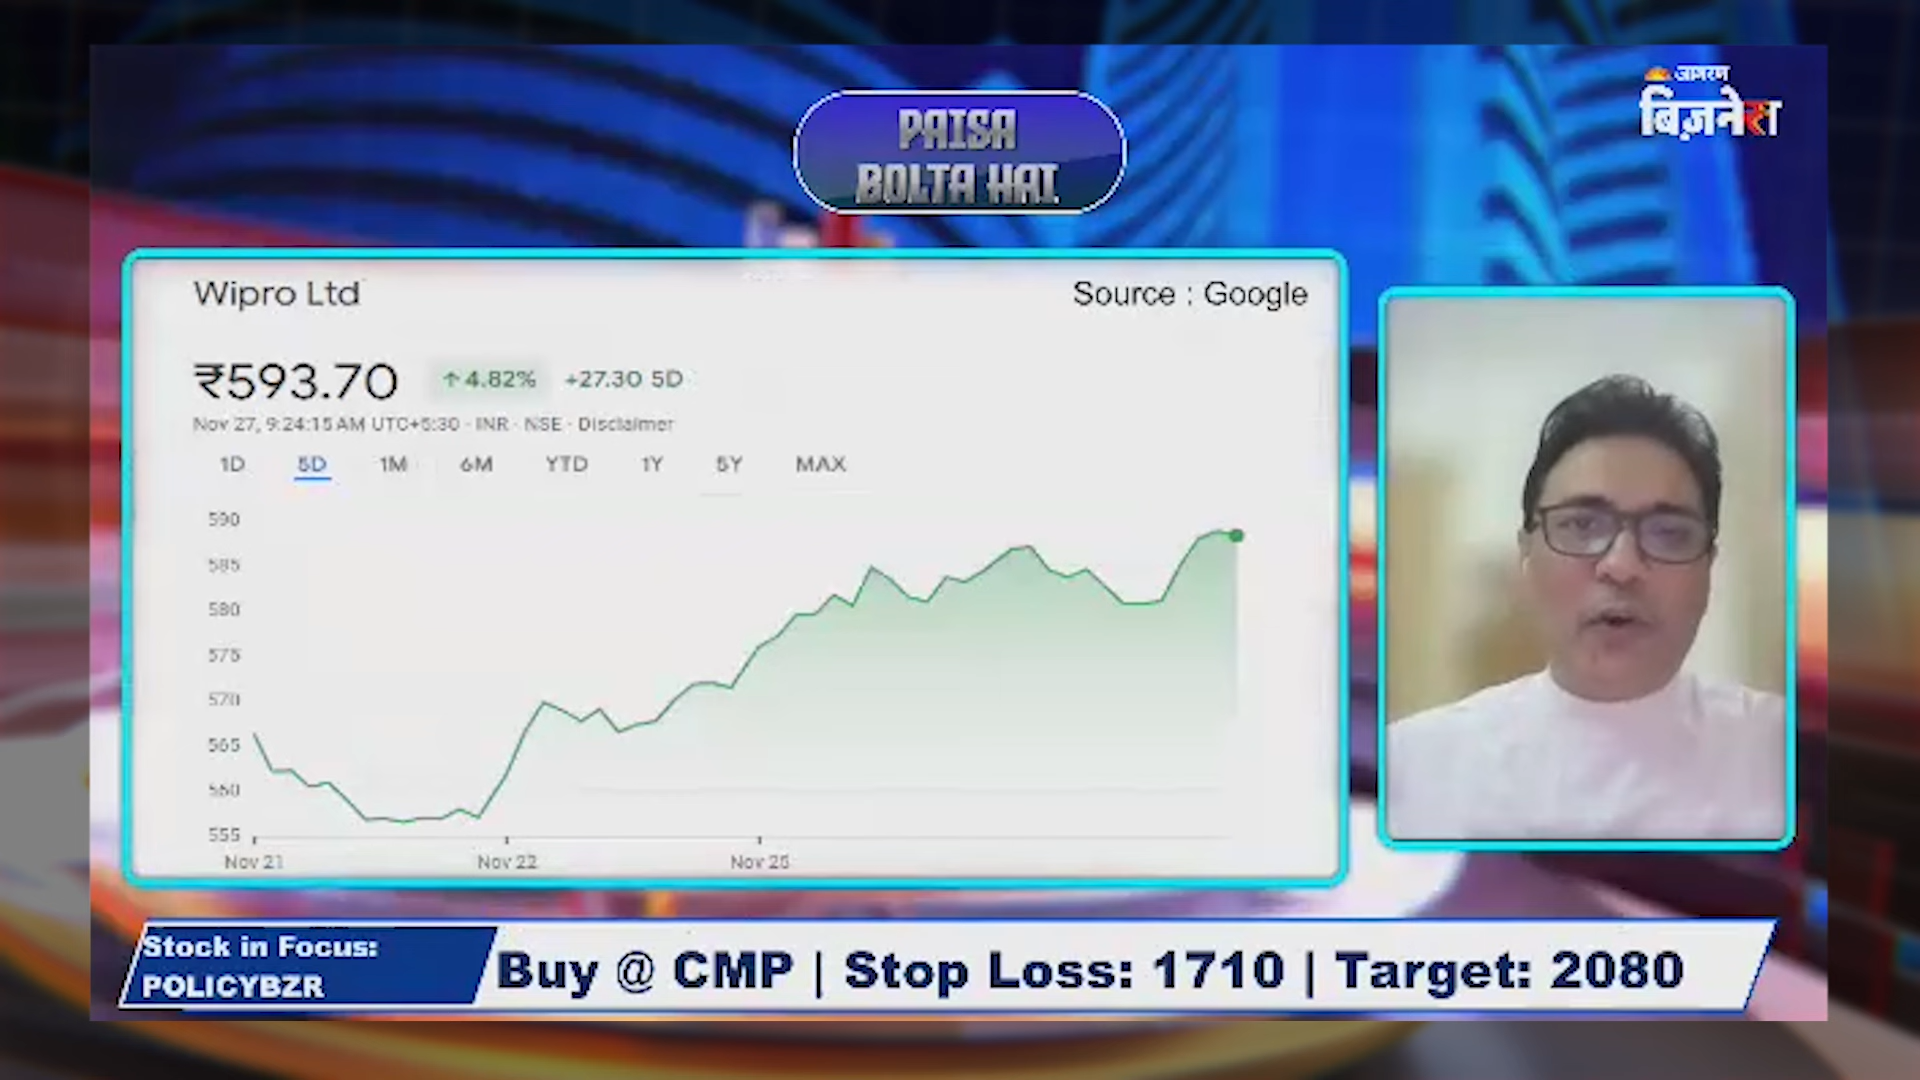 जागरण
बिज़नेस
PAISA
BOLTA HAI
Wipro Ltd
Source : Google
₹593.70 ↑4.82% +27.30 5D
Nov 27, 9:24:15 AM UTC+5:30 · INR · NSE · Disclaimer
1D 5D 1M 6M YTD 1Y 5Y MAX
590
585
580
575
570
565
560
555
Nov 21 Nov 22 Nov 25
Stock in Focus:
POLICYBZR
Buy @ CMP | Stop Loss: 1710 | Target: 2080